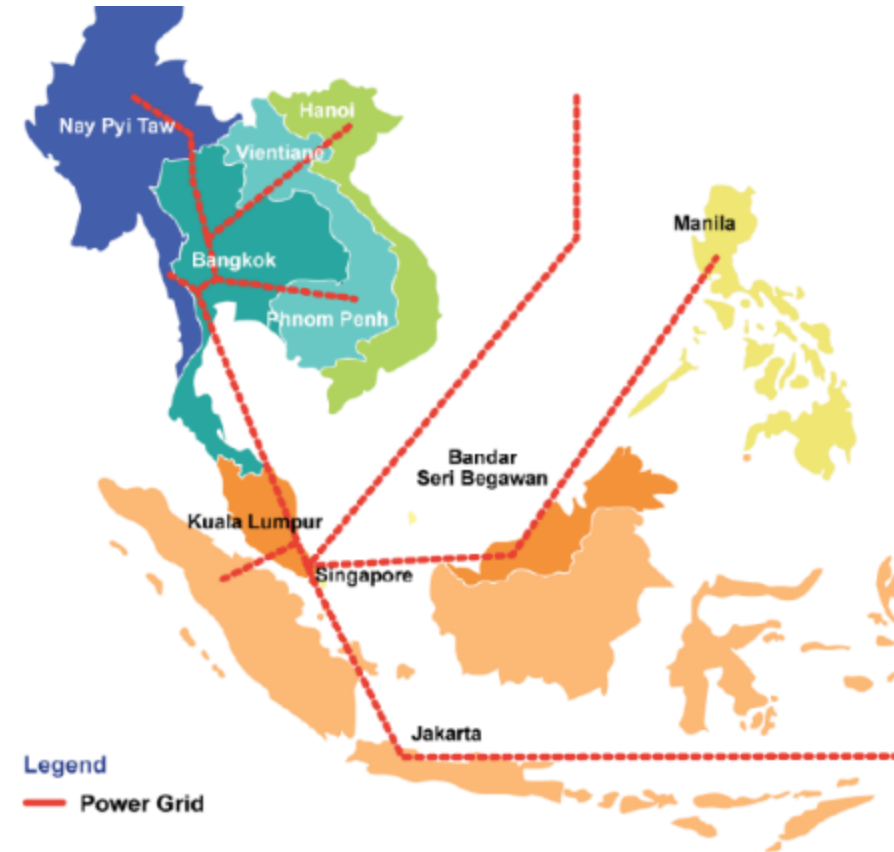 Hanoi
Nay Pyi Taw
Vientiane
Manila
Bangkok
Phnom Penh
Bandar
Seri Begawan
Kuala Lumpur
Singapore
Jakarta
Legend
Power Grid